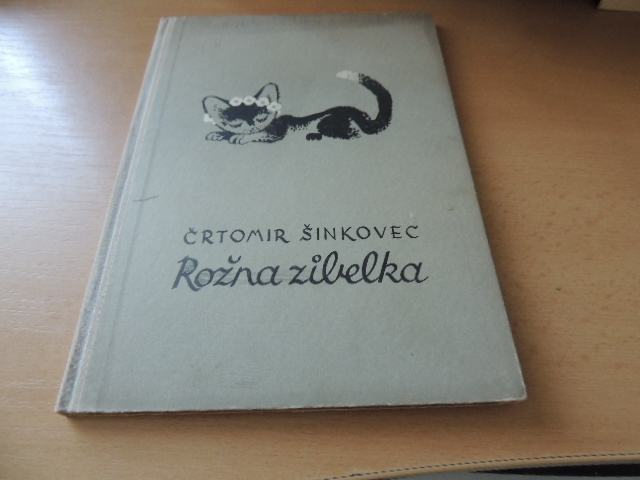 ČRTOMIR ŠINKOVEC
Rožna zibelka